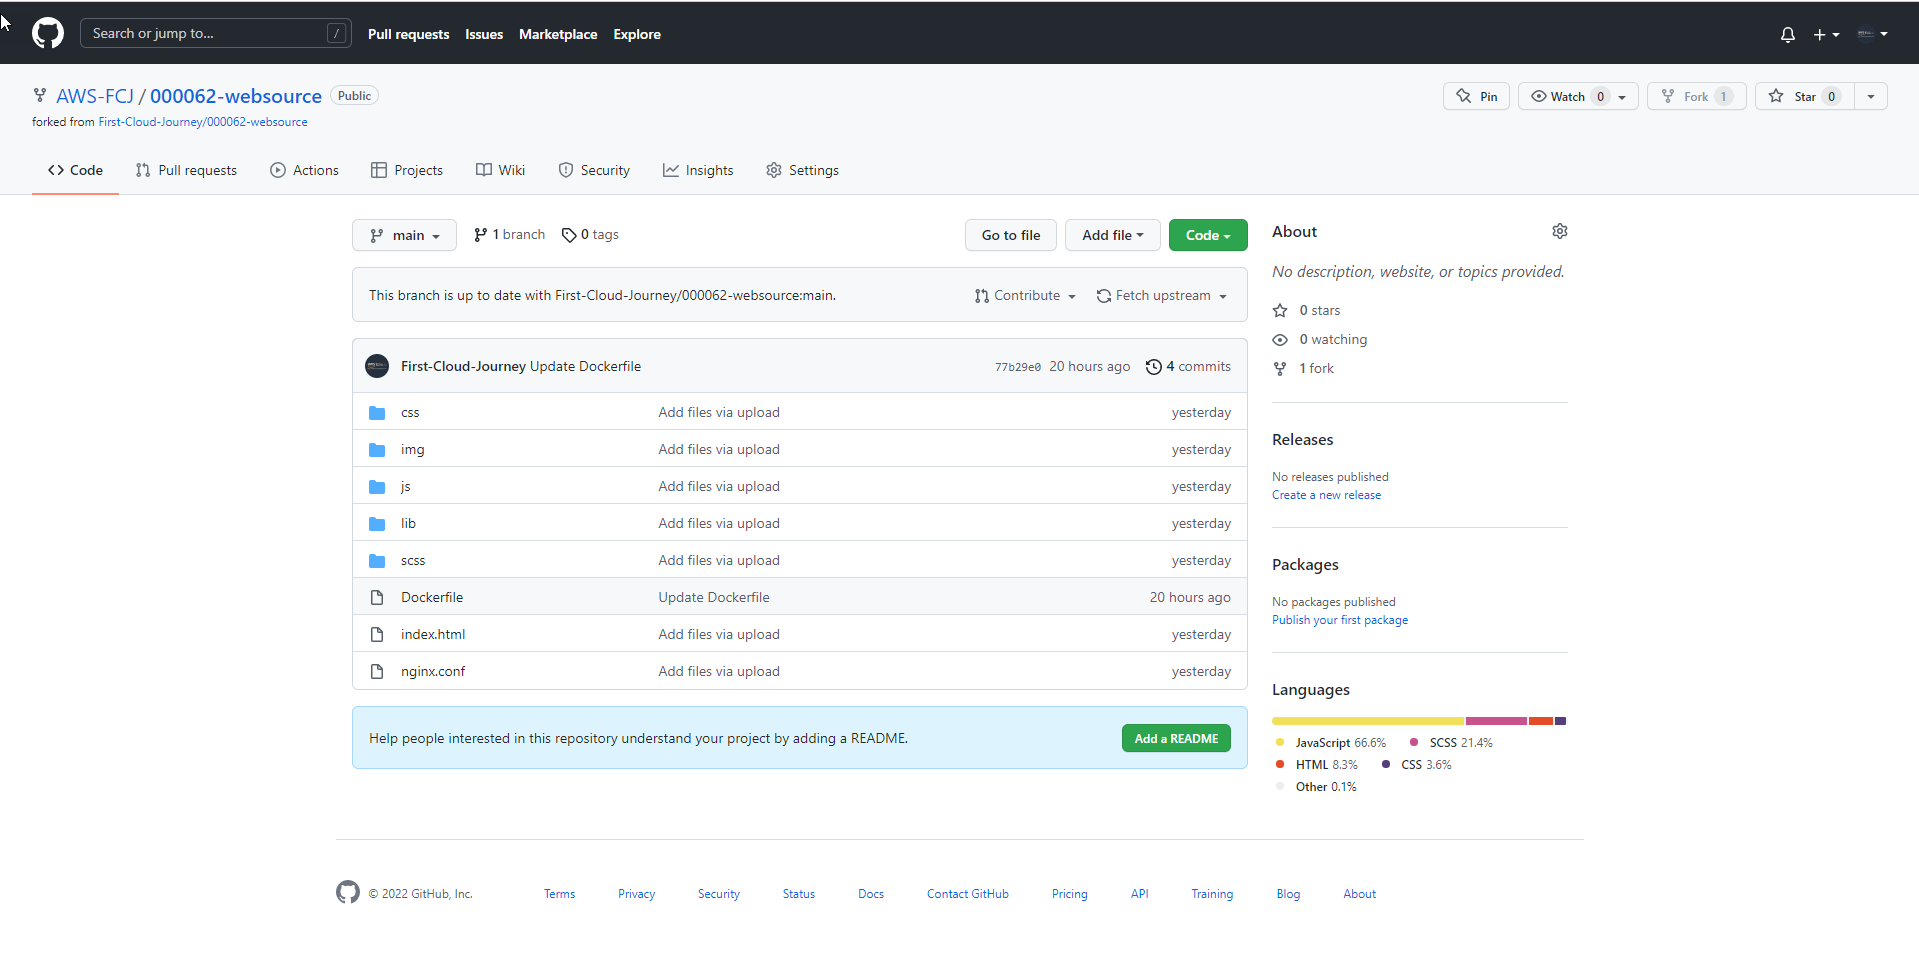 Search or jump to... /
Pull requests Issues Marketplace Explore
AWS-FCJ / 000062-websource Public
forked from First-Cloud-Journey/000062-websource
Pin Watch 0 Fork 1 Star 0
Code Pull requests Actions Projects Wiki Security Insights Settings
main 1 branch 0 tags Go to file Add file Code
This branch is up to date with First-Cloud-Journey/000062-websource:main. Contribute Fetch upstream
First-Cloud-Journey Update Dockerfile 77b29e0 20 hours ago 4 commits
css Add files via upload yesterday
img Add files via upload yesterday
js Add files via upload yesterday
lib Add files via upload yesterday
scss Add files via upload yesterday
Dockerfile Update Dockerfile 20 hours ago
index.html Add files via upload yesterday
nginx.conf Add files via upload yesterday
Help people interested in this repository understand your project by adding a README. Add a README
About
No description, website, or topics provided.
0 stars
0 watching
1 fork
Releases
No releases published
Create a new release
Packages
No packages published
Publish your first package
Languages
JavaScript 66.6% SCSS 21.4%
HTML 8.3% CSS 3.6%
Other 0.1%
© 2022 GitHub, Inc. Terms Privacy Security Status Docs Contact GitHub Pricing API Training Blog About